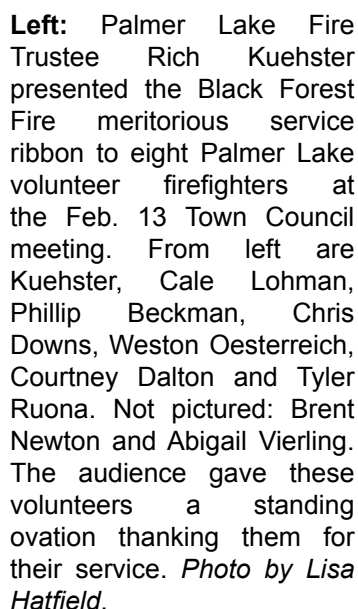 Left: Palmer Lake Fire
Trustee Rich Kuehster
presented the Black Forest
Fire meritorious service
ribbon to eight Palmer Lake
volunteer firefighters at
the Feb. 13 Town Council
meeting. From left are
Kuehster, Cale Lohman,
Phillip Beckman, Chris
Downs, Weston Oesterreich,
Courtney Dalton and Tyler
Ruona. Not pictured: Brent
Newton and Abigail Vierling.
The audience gave these
volunteers a standing
ovation thanking them for
their service. Photo by Lisa
Hatfield.